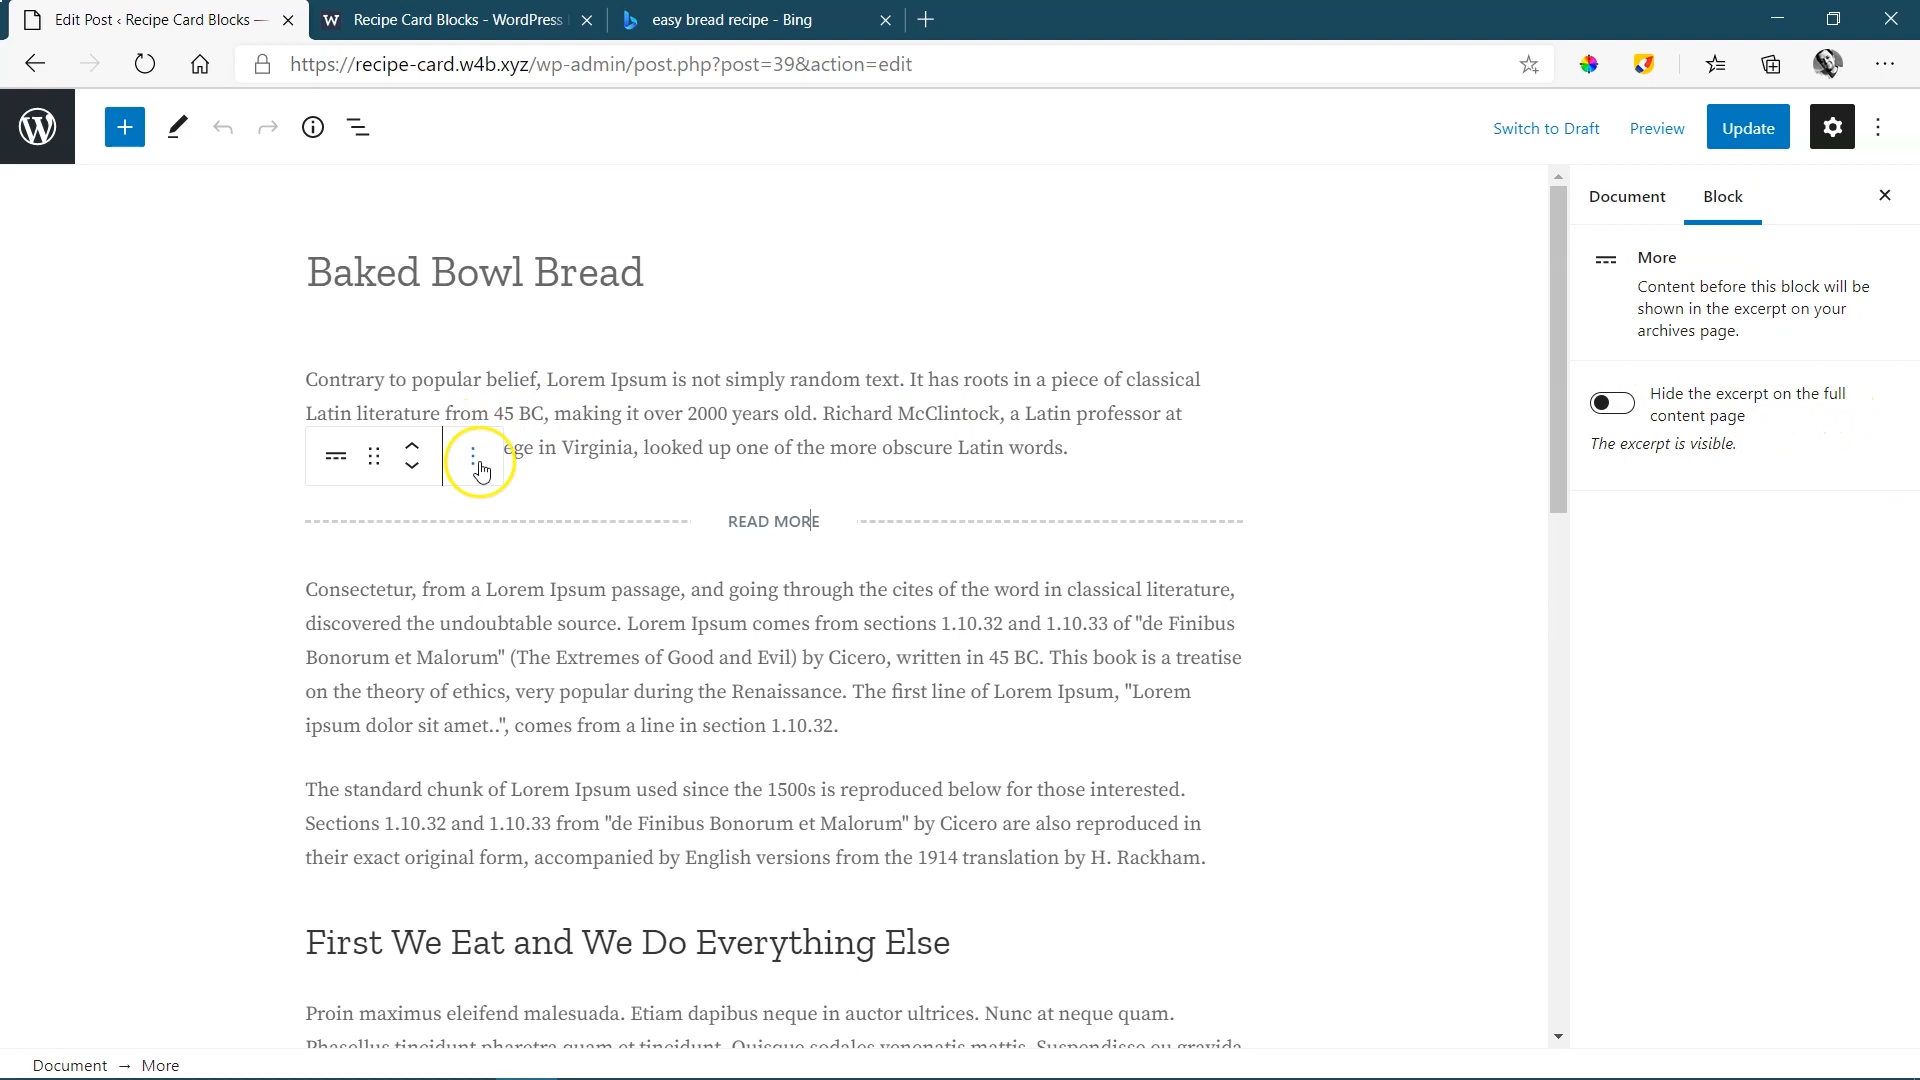 Edit Post ‹ Recipe Card Blocks —
Recipe Card Blocks - WordPress
easy bread recipe - Bing
https://recipe-card.w4b.xyz/wp-admin/post.php?post=39&action=edit
Switch to Draft
Preview
Update
Document
Block
More
Content before this block will be
shown in the excerpt on your
archives page.
Hide the excerpt on the full
content page
The excerpt is visible.
Baked Bowl Bread
Contrary to popular belief, Lorem Ipsum is not simply random text. It has roots in a piece of classical
Latin literature from 45 BC, making it over 2000 years old. Richard McClintock, a Latin professor at
ege in Virginia, looked up one of the more obscure Latin words.
READ MORE
Consectetur, from a Lorem Ipsum passage, and going through the cites of the word in classical literature,
discovered the undoubtable source. Lorem Ipsum comes from sections 1.10.32 and 1.10.33 of "de Finibus
Bonorum et Malorum" (The Extremes of Good and Evil) by Cicero, written in 45 BC. This book is a treatise
on the theory of ethics, very popular during the Renaissance. The first line of Lorem Ipsum, "Lorem
ipsum dolor sit amet..", comes from a line in section 1.10.32.
The standard chunk of Lorem Ipsum used since the 1500s is reproduced below for those interested.
Sections 1.10.32 and 1.10.33 from "de Finibus Bonorum et Malorum" by Cicero are also reproduced in
their exact original form, accompanied by English versions from the 1914 translation by H. Rackham.
First We Eat and We Do Everything Else
Proin maximus eleifend malesuada. Etiam dapibus neque in auctor ultrices. Nunc at neque quam.
Phasellus tincidunt pharetra quam et tincidunt. Quisque sodales venenatis mattis. Suspendisse eu gravida
Document → More